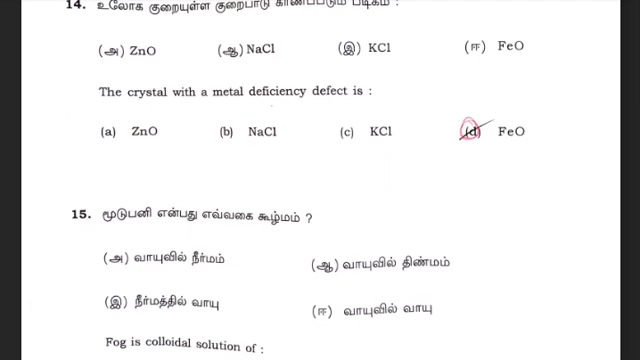 14. உலோக குறையுள்ள குறைபாடு காணப்படும் படிகம் :
(அ) ZnO (ஆ) NaCl (இ) KCl (ஈ) FeO
The crystal with a metal deficiency defect is :
(a) ZnO (b) NaCl (c) KCl (d) FeO
15. மூடுபனி என்பது எவ்வகை கூழ்மம் ?
(அ) வாயுவில் நீர்மம் (ஆ) வாயுவில் திண்மம்
(இ) நீர்மத்தில் வாயு (ஈ) வாயுவில் வாயு
Fog is colloidal solution of :